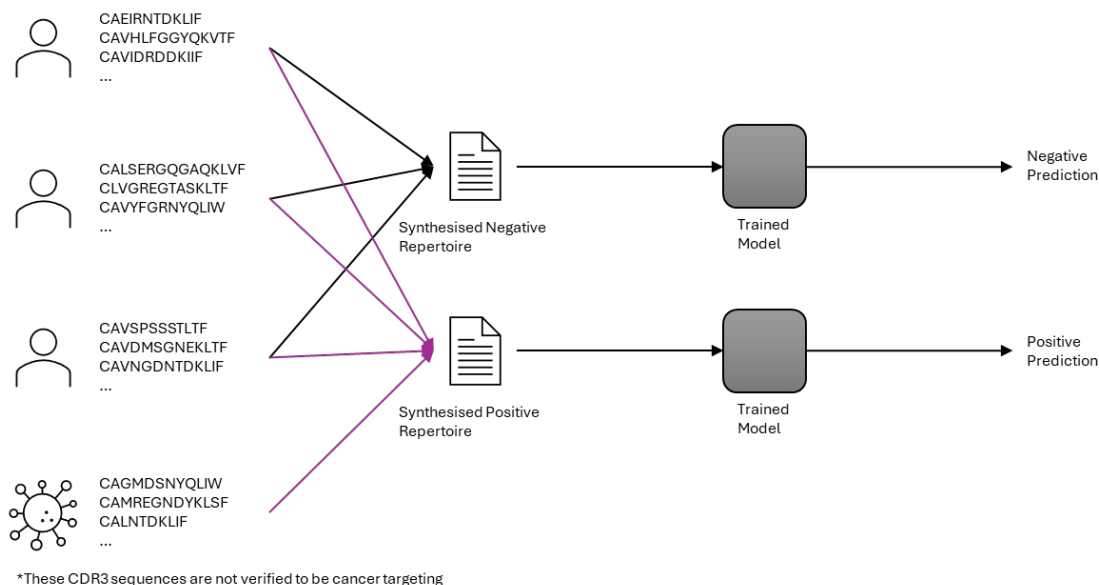 CAEIRNTDKLIF
CAVHLFGGYQKVTF
CAVIDRDDKIIF
...
CALSERGQGAQKLVF
CLVGREGTASKLTF
CAVYFGRNYQLIW
...
CAVSPSSSTLTF
CAVDMSGNEKLTF
CAVNGDNTDKLIF
...
CAGMDSNYQLIW
CAMREGNDYKLSF
CALNTDKLIF
...
*These CDR3 sequences are not verified to be cancer targeting
Synthesised Negative
Repertoire
Synthesised Positive
Repertoire
Trained
Model
Trained
Model
Negative
Prediction
Positive
Prediction